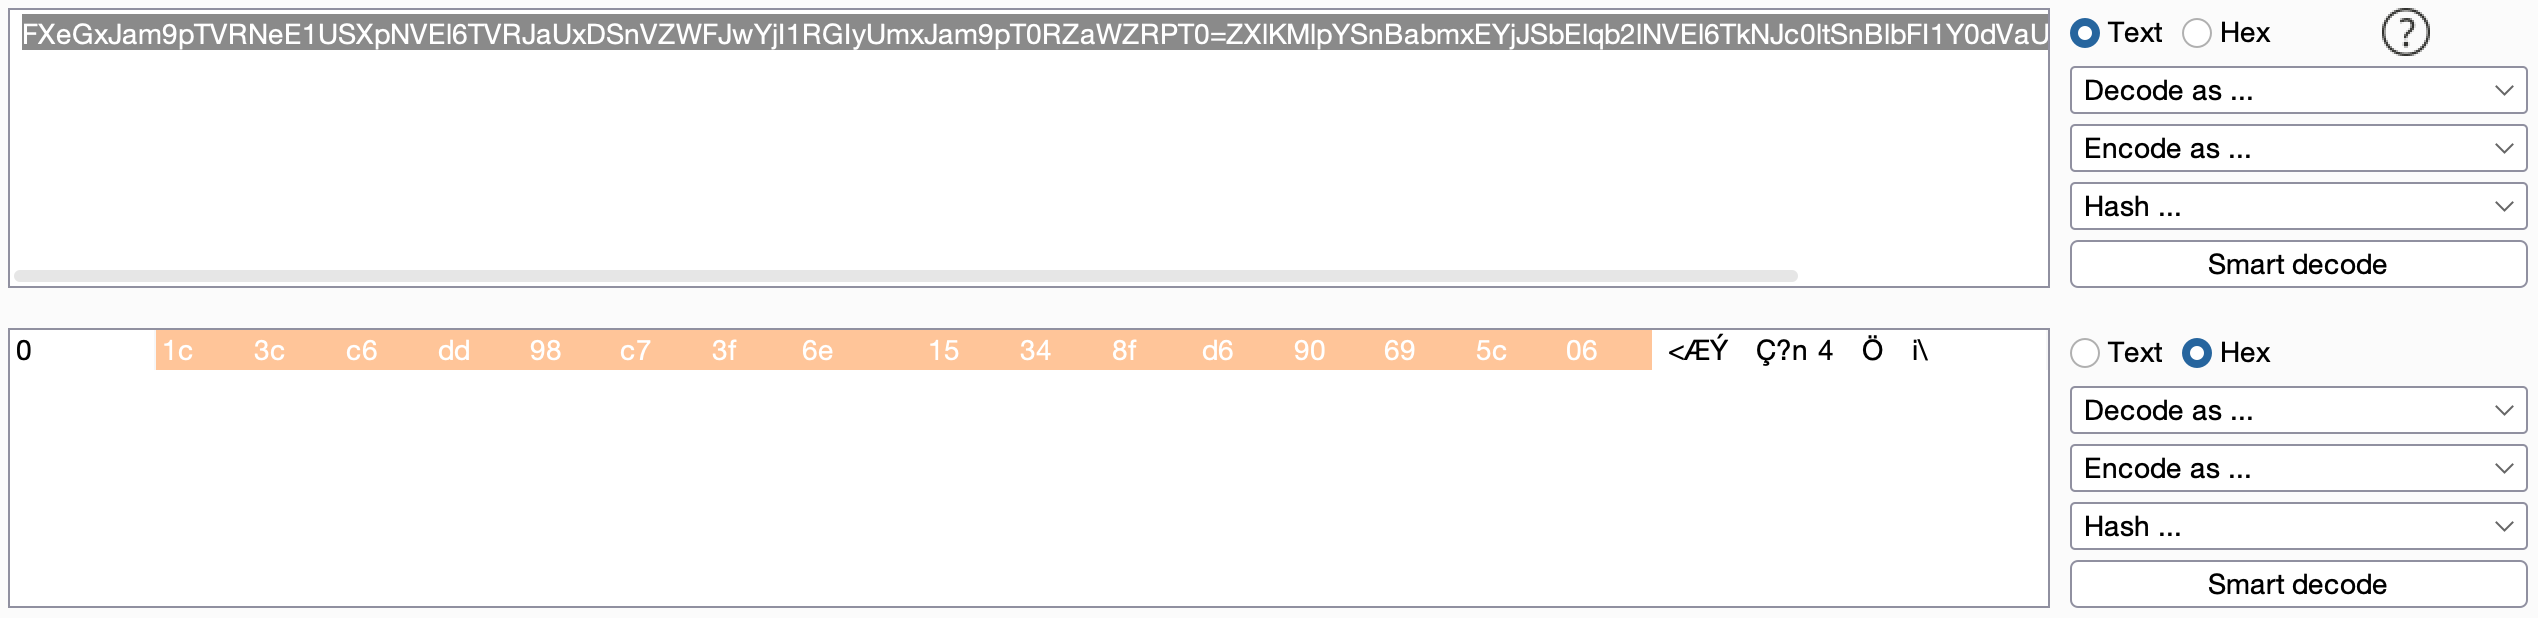 FXeGxJam9pTVRNeE1USXpNVEl6TVRJaUxDSnVZWFJwYjI1RGIyUmxJam9pT0RZaWZRPT0=ZXlKMlpYSnBabmxEYjJSbElqb2lNVEl6TkNJc0ltSnBlbFI1Y0dVaU
Text Hex ?
Decode as ...
Encode as ...
Hash ...
Smart decode
0 1c 3c c6 dd 98 c7 3f 6e 15 34 8f d6 90 69 5c 06 <ÆÝ Ç?n 4 Ö i\
Text Hex
Decode as ...
Encode as ...
Hash ...
Smart decode